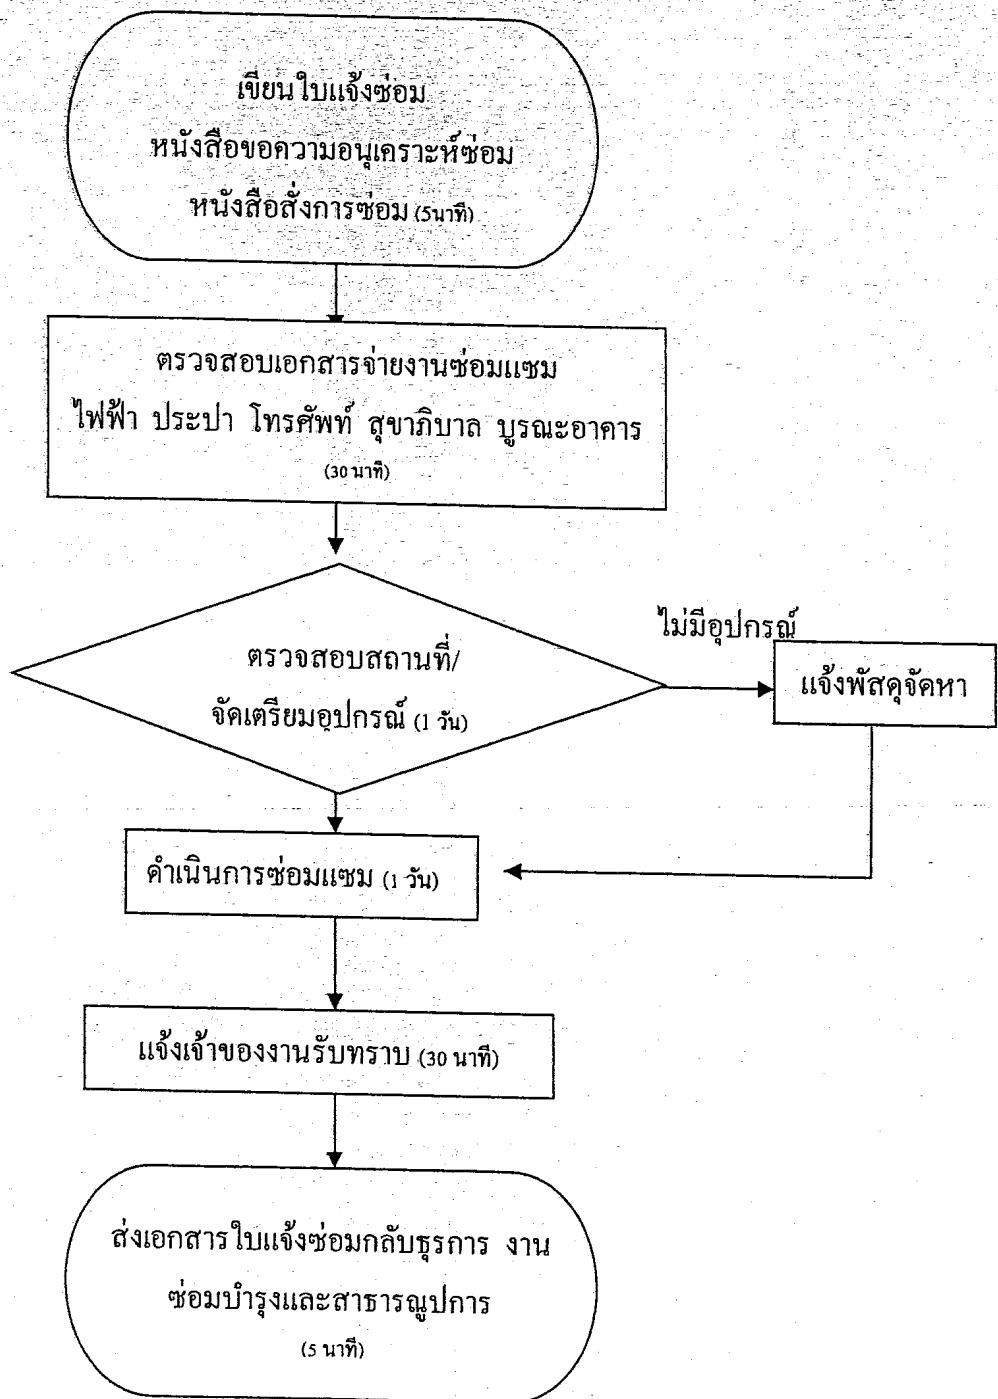 เขียนใบแจ้งซ่อม
หนังสือขอความอนุเคราะห์ซ่อม
หนังสือสั่งการซ่อม (5นาที)
ตรวจสอบเอกสารจ่ายงานซ่อมแซม
ไฟฟ้า ประปา โทรศัพท์ สุขาภิบาล บูรณะอาคาร
(30 นาที)
ไม่มีอุปกรณ์
ตรวจสอบสถานที่/
จัดเตรียมอุปกรณ์ (1 วัน)
แจ้งพัสดุจัดหา
ดำเนินการซ่อมแซม (1 วัน)
แจ้งเจ้าของงานรับทราบ (30 นาที)
ส่งเอกสารใบแจ้งซ่อมกลับธุรการ งาน
ซ่อมบำรุงและสาธารณูปการ
(5 นาที)